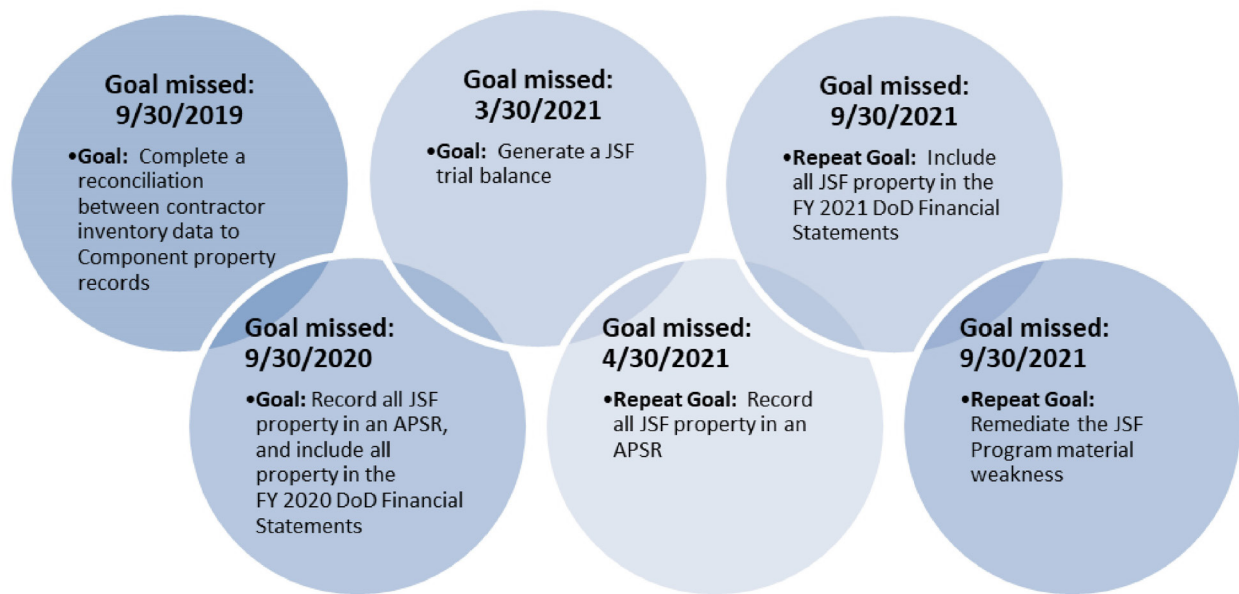 Goal missed:
9/30/2019
•Goal: Complete a
reconciliation
between contractor
inventory data to
Component property
records
Goal missed:
9/30/2020
•Goal: Record all JSF
property in an APSR,
and include all
property in the
FY 2020 DoD Financial
Statements
Goal missed:
3/30/2021
•Goal: Generate a JSF
trial balance
Goal missed:
4/30/2021
•Repeat Goal: Record
all JSF property in an
APSR
Goal missed:
9/30/2021
•Repeat Goal: Include
all JSF property in the
FY 2021 DoD Financial
Statements
Goal missed:
9/30/2021
•Repeat Goal:
Remediate the JSF
Program material
weakness